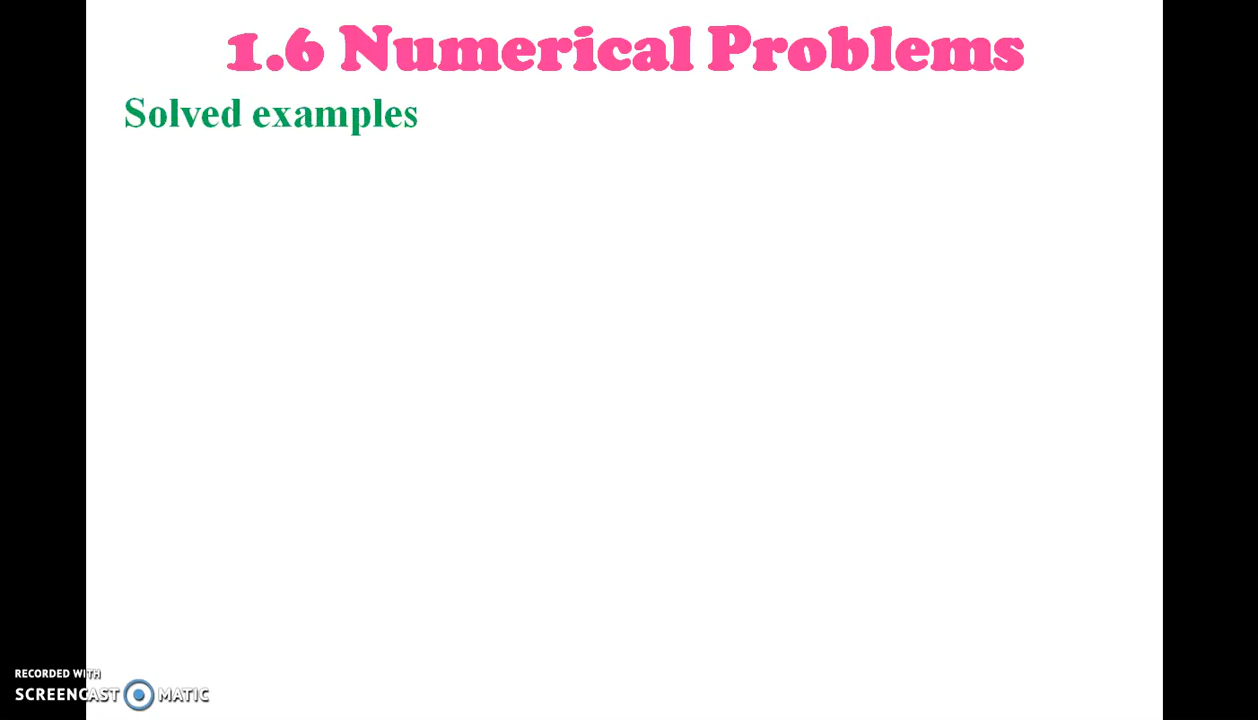 1.6 Numerical Problems
Solved examples
RECORDED WITH
SCREENCAST MATIC